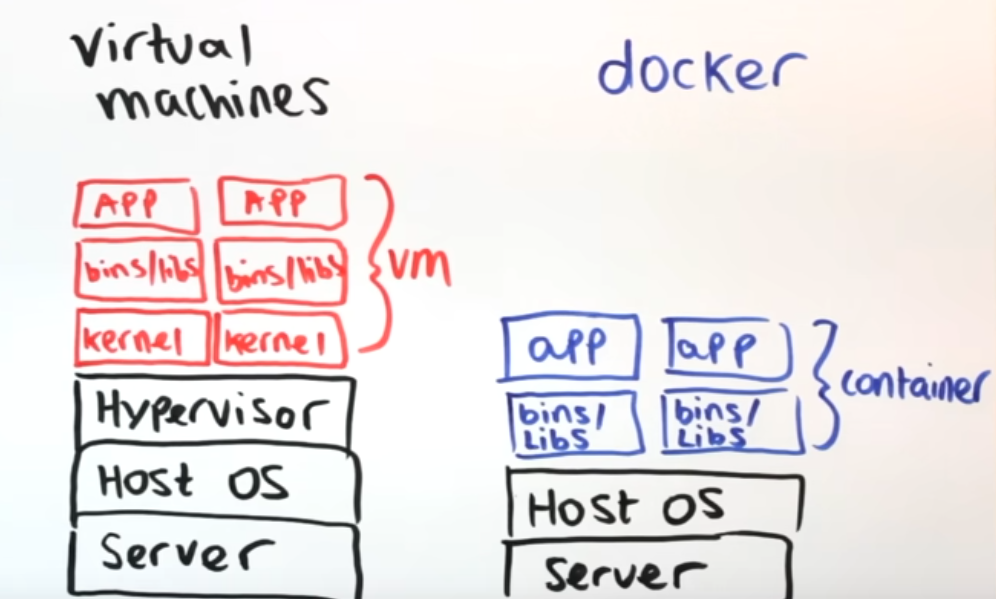 virtual
machines
docker
APP APP
bins/libs bins/libs
kernel kernel
vm
Hypervisor
Host OS
Server
app app
bins/ bins/
Libs Libs
container
Host OS
Server